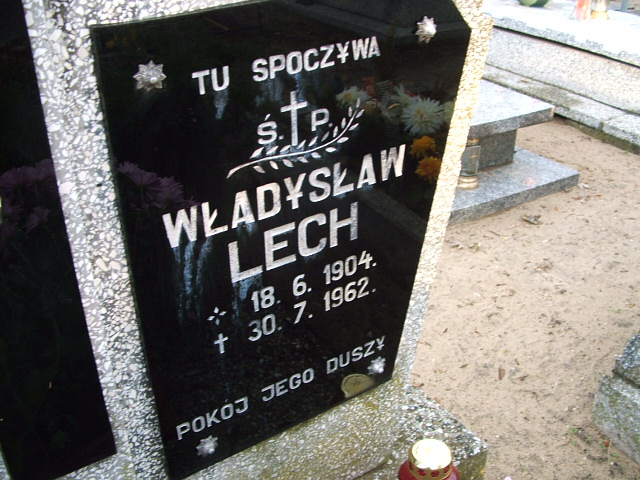 TU SPOCZYWA
Ś. P.
WŁADYSŁAW
LECH
18. 6. 1904.
30. 7. 1962.
POKÓJ JEGO DUSZY